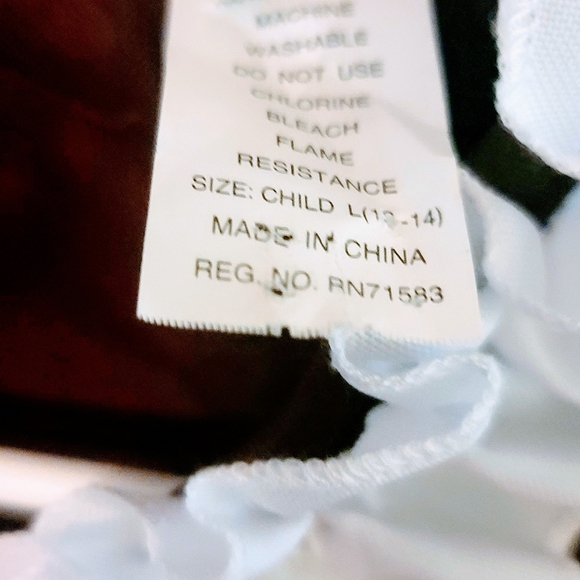 MACHINE
WASHABLE
DO NOT USE
CHLORINE
BLEACH
FLAME
RESISTANCE
SIZE: CHILD L(12-14)
MADE IN CHINA
REG. NO. RN71583